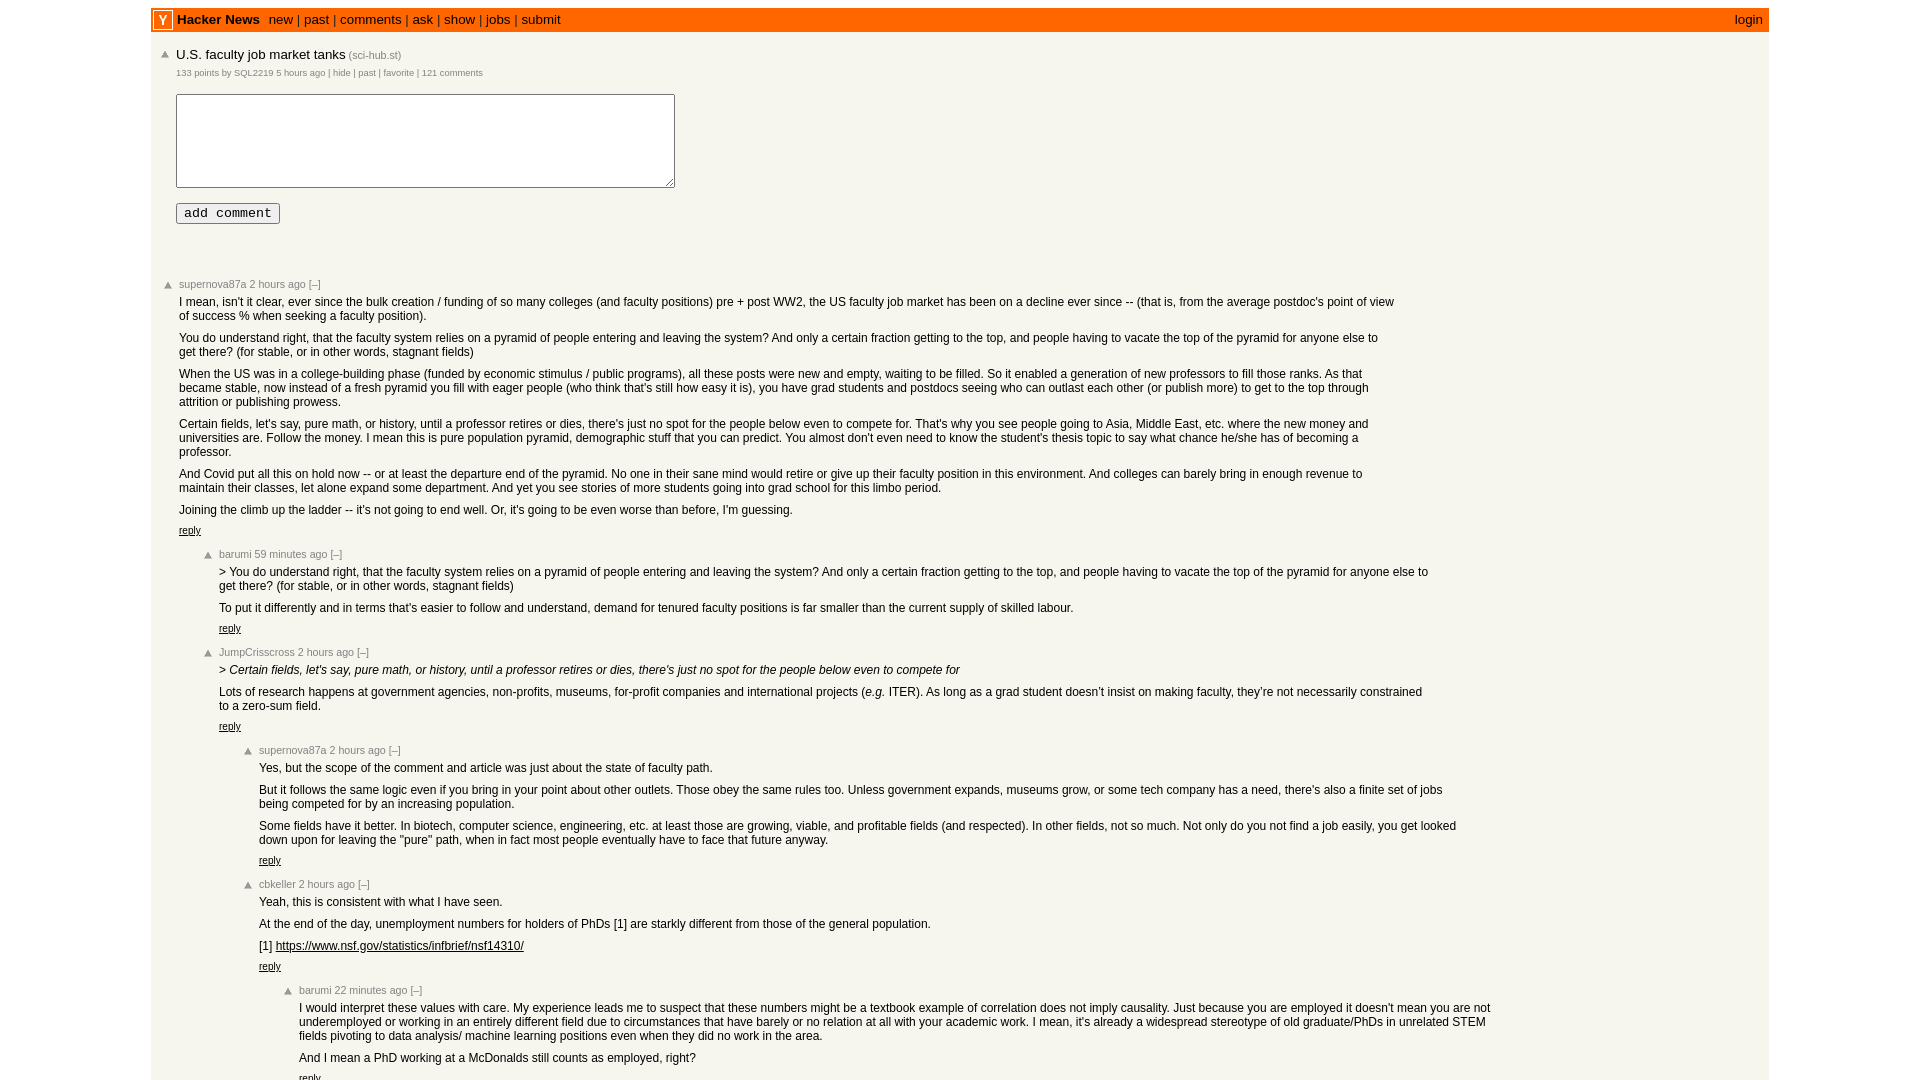 Y Hacker News new | past | comments | ask | show | jobs | submit login
U.S. faculty job market tanks (sci-hub.st)
133 points by SQL2219 5 hours ago | hide | past | favorite | 121 comments
add comment
supernova87a 2 hours ago [–]
I mean, isn't it clear, ever since the bulk creation / funding of so many colleges (and faculty positions) pre + post WW2, the US faculty job market has been on a decline ever since -- (that is, from the average postdoc's point of view
of success % when seeking a faculty position).
You do understand right, that the faculty system relies on a pyramid of people entering and leaving the system? And only a certain fraction getting to the top, and people having to vacate the top of the pyramid for anyone else to
get there? (for stable, or in other words, stagnant fields)
When the US was in a college-building phase (funded by economic stimulus / public programs), all these posts were new and empty, waiting to be filled. So it enabled a generation of new professors to fill those ranks. As that
became stable, now instead of a fresh pyramid you fill with eager people (who think that's still how easy it is), you have grad students and postdocs seeing who can outlast each other (or publish more) to get to the top through
attrition or publishing prowess.
Certain fields, let's say, pure math, or history, until a professor retires or dies, there's just no spot for the people below even to compete for. That's why you see people going to Asia, Middle East, etc. where the new money and
universities are. Follow the money. I mean this is pure population pyramid, demographic stuff that you can predict. You almost don't even need to know the student's thesis topic to say what chance he/she has of becoming a
professor.
And Covid put all this on hold now -- or at least the departure end of the pyramid. No one in their sane mind would retire or give up their faculty position in this environment. And colleges can barely bring in enough revenue to
maintain their classes, let alone expand some department. And yet you see stories of more students going into grad school for this limbo period.
Joining the climb up the ladder -- it's not going to end well. Or, it's going to be even worse than before, I'm guessing.
reply
barumi 59 minutes ago [–]
> You do understand right, that the faculty system relies on a pyramid of people entering and leaving the system? And only a certain fraction getting to the top, and people having to vacate the top of the pyramid for anyone else to
get there? (for stable, or in other words, stagnant fields)
To put it differently and in terms that's easier to follow and understand, demand for tenured faculty positions is far smaller than the current supply of skilled labour.
reply
JumpCrisscross 2 hours ago [–]
> Certain fields, let's say, pure math, or history, until a professor retires or dies, there's just no spot for the people below even to compete for
Lots of research happens at government agencies, non-profits, museums, for-profit companies and international projects (e.g. ITER). As long as a grad student doesn’t insist on making faculty, they’re not necessarily constrained
to a zero-sum field.
reply
supernova87a 2 hours ago [–]
Yes, but the scope of the comment and article was just about the state of faculty path.
But it follows the same logic even if you bring in your point about other outlets. Those obey the same rules too. Unless government expands, museums grow, or some tech company has a need, there's also a finite set of jobs
being competed for by an increasing population.
Some fields have it better. In biotech, computer science, engineering, etc. at least those are growing, viable, and profitable fields (and respected). In other fields, not so much. Not only do you not find a job easily, you get looked
down upon for leaving the "pure" path, when in fact most people eventually have to face that future anyway.
reply
cbkeller 2 hours ago [–]
Yeah, this is consistent with what I have seen.
At the end of the day, unemployment numbers for holders of PhDs [1] are starkly different from those of the general population.
[1] https://www.nsf.gov/statistics/infbrief/nsf14310/
reply
barumi 22 minutes ago [–]
I would interpret these values with care. My experience leads me to suspect that these numbers might be a textbook example of correlation does not imply causality. Just because you are employed it doesn't mean you are not
underemployed or working in an entirely different field due to circumstances that have barely or no relation at all with your academic work. I mean, it's already a widespread stereotype of old graduate/PhDs in unrelated STEM
fields pivoting to data analysis/ machine learning positions even when they did no work in the area.
And I mean a PhD working at a McDonalds still counts as employed, right?
reply